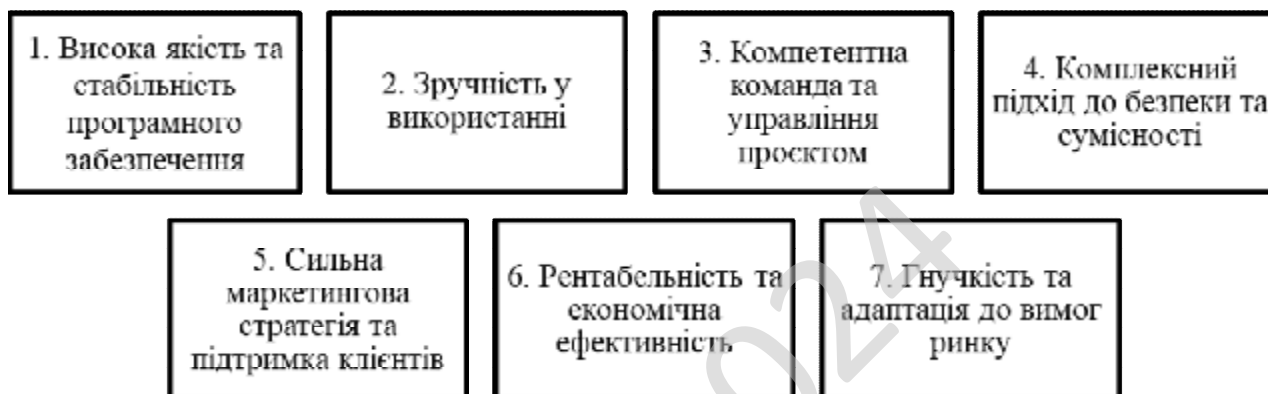 1. Висока якість та
стабільність
програмного
забезпечення
2. Зручність у
використанні
3. Компетентна
команда та
управління
проєктом
4. Комплексний
підхід до безпеки та
сумісності
5. Сильна
маркетингова
стратегія та
підтримка клієнтів
6. Рентабельність та
економічна
ефективність
7. Гнучкість та
адаптація до вимог
ринку